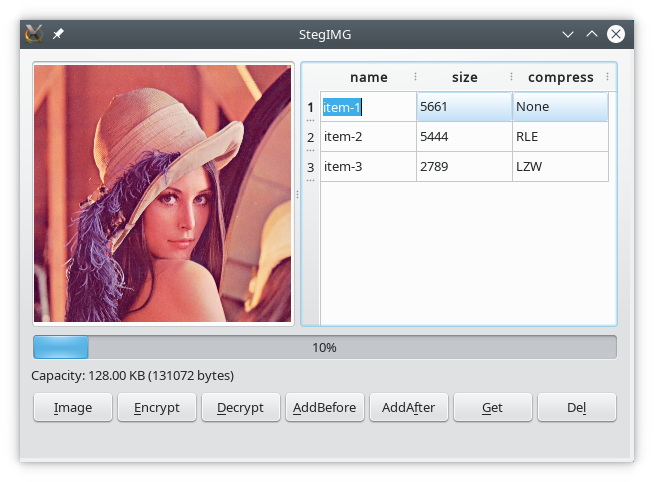 StegIMG
name size compress
1 item-1 5661 None
2 item-2 5444 RLE
3 item-3 2789 LZW
10%
Capacity: 128.00 KB (131072 bytes)
Image Encrypt Decrypt AddBefore AddAfter Get Del